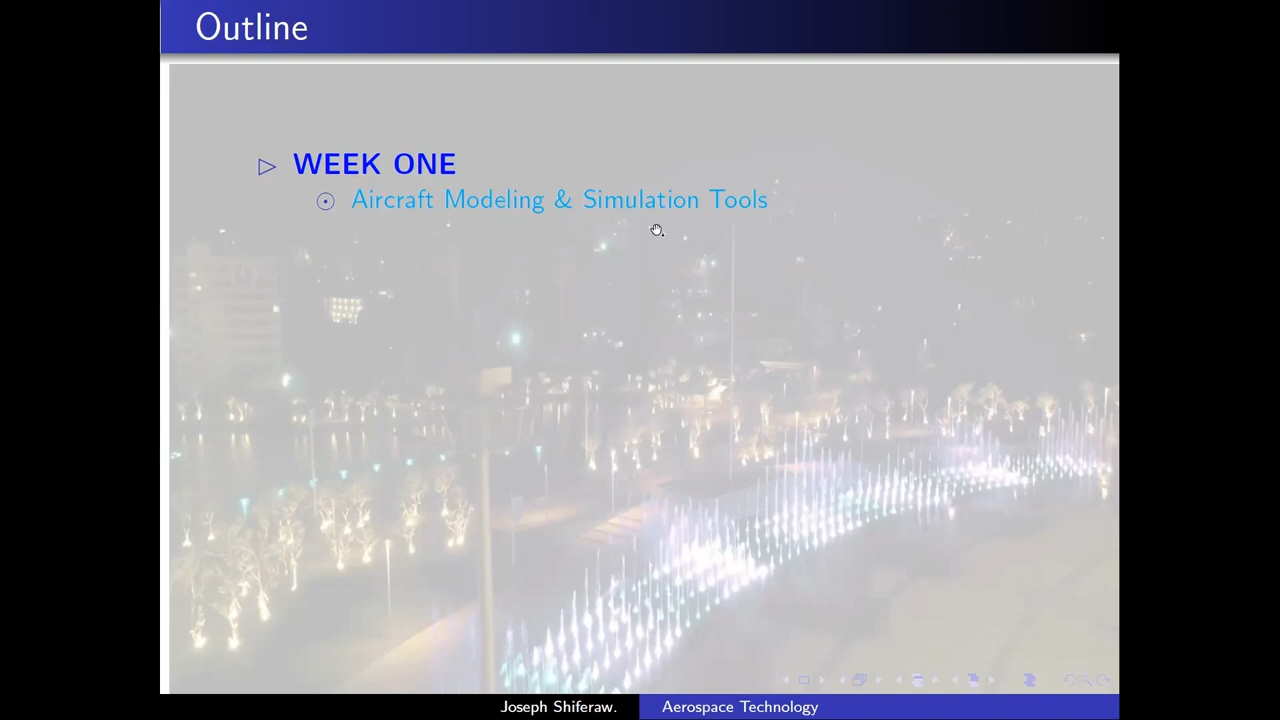 Outline
WEEK ONE
Aircraft Modeling & Simulation Tools
Joseph Shiferaw.
Aerospace Technology